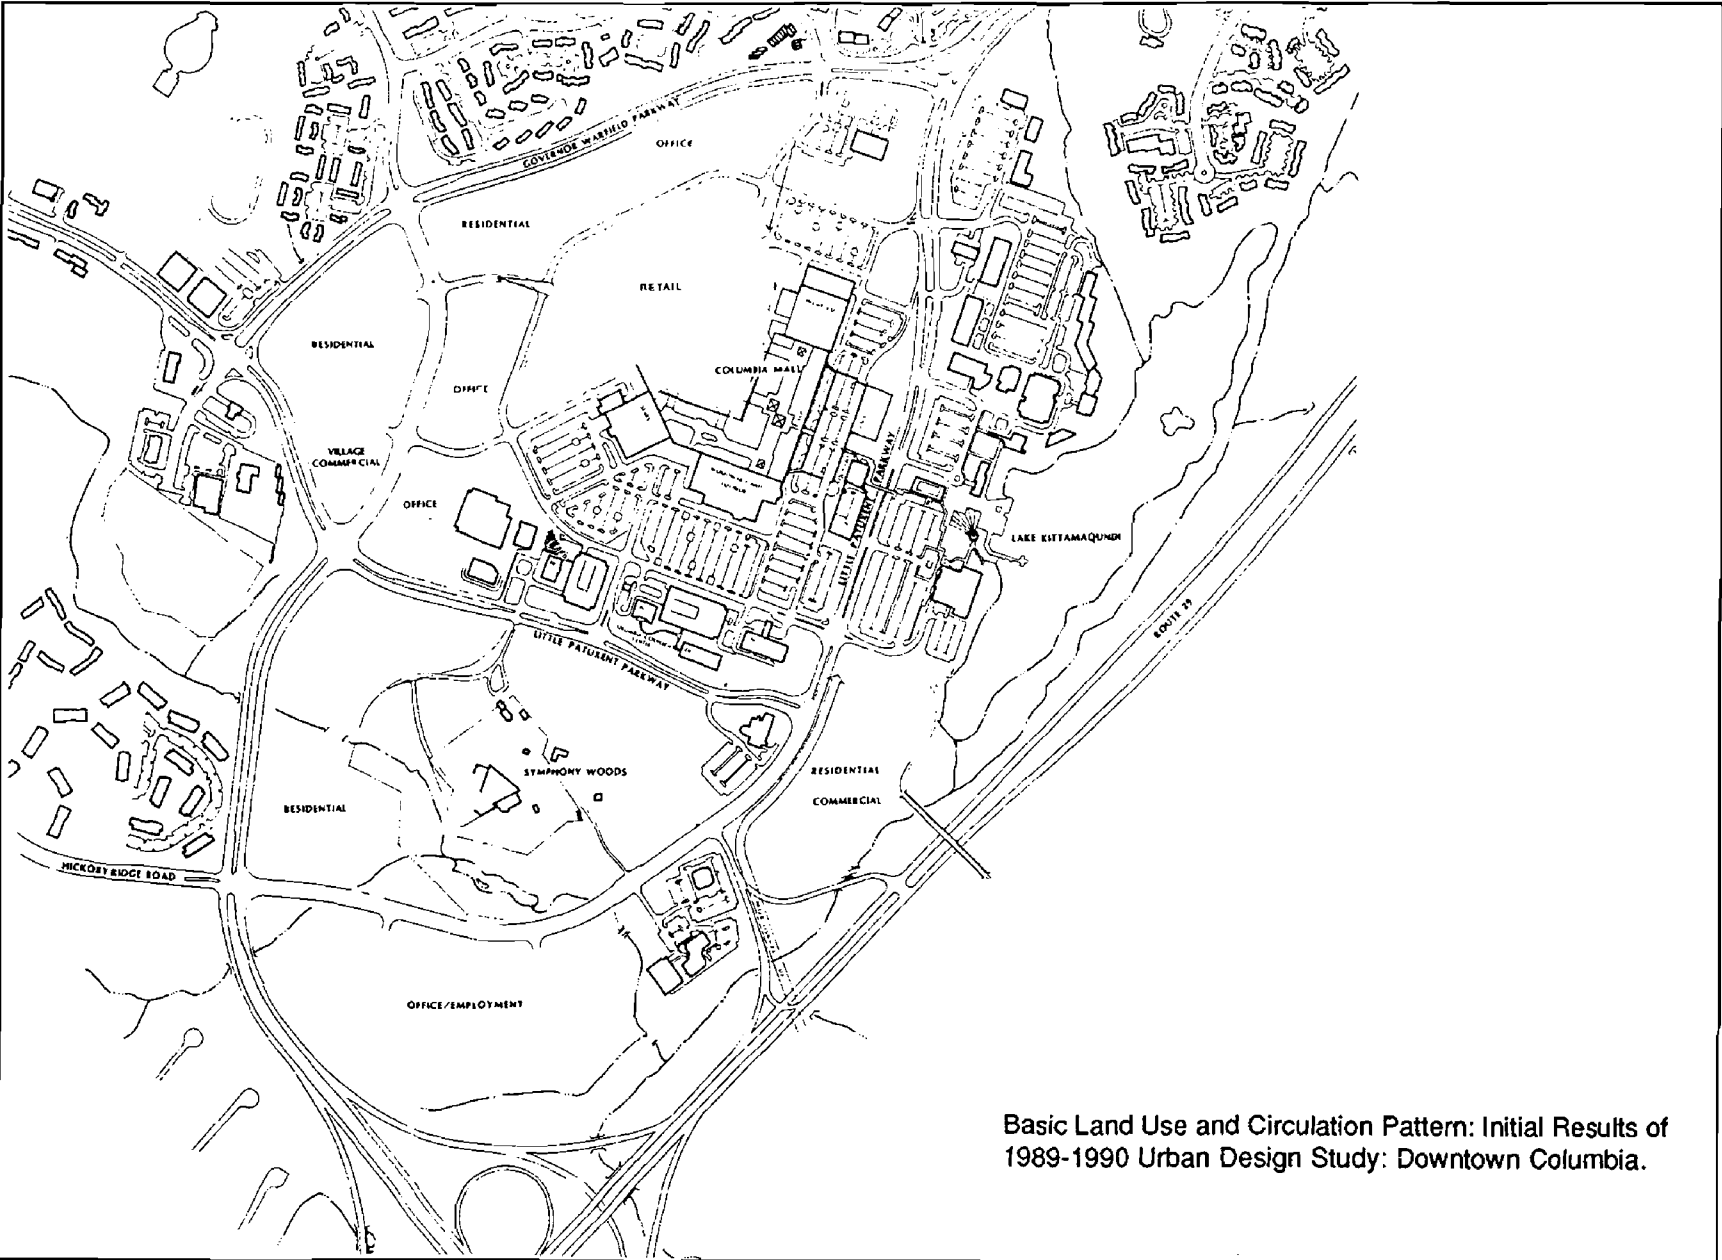 GOVERNOR WARFIELD PARKWAY
OFFICE
RESIDENTIAL
RETAIL
RESIDENTIAL
COLUMBIA MALL
OFFICE
VILLAGE
COMMERCIAL
OFFICE
LITTLE PATUXENT PARKWAY
LAKE KITTAMAQUNDI
ROUTE 29
LITTLE PATUXENT PARKWAY
SYMPHONY WOODS
RESIDENTIAL
COMMERCIAL
RESIDENTIAL
HICKORY RIDGE ROAD
OFFICE/EMPLOYMENT
Basic Land Use and Circulation Pattern: Initial Results of
1989-1990 Urban Design Study: Downtown Columbia.